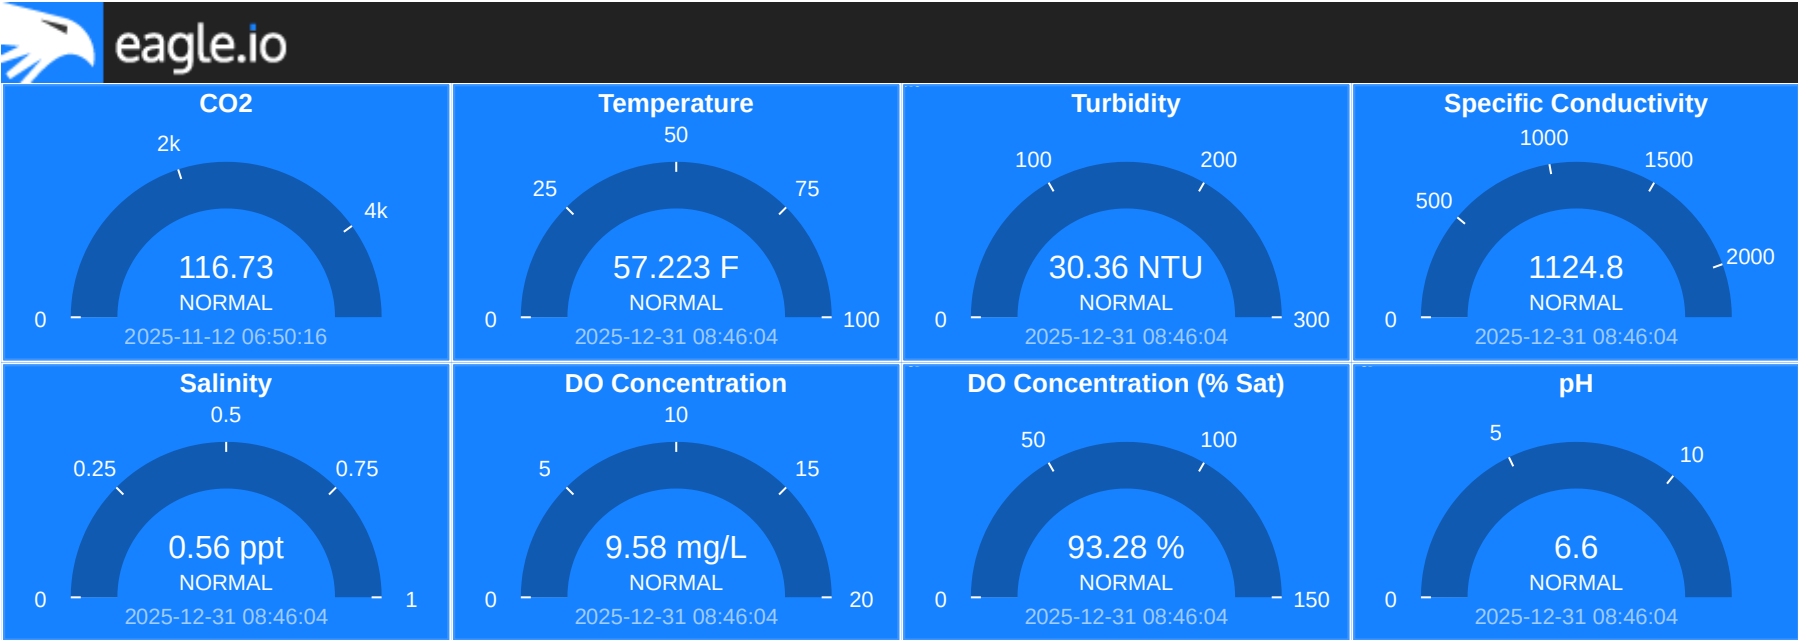 eagle.io
CO2
2k
4k
0
116.73
NORMAL
2025-11-12 06:50:16
Temperature
50
25
75
0
100
57.223 F
NORMAL
2025-12-31 08:46:04
Turbidity
100
200
0
300
30.36 NTU
NORMAL
2025-12-31 08:46:04
Specific Conductivity
1000
1500
500
2000
0
1124.8
NORMAL
2025-12-31 08:46:04
Salinity
0.5
0.25
0.75
0
1
0.56 ppt
NORMAL
2025-12-31 08:46:04
DO Concentration
10
5
15
0
20
9.58 mg/L
NORMAL
2025-12-31 08:46:04
DO Concentration (% Sat)
50
100
0
150
93.28 %
NORMAL
2025-12-31 08:46:04
pH
5
10
0
6.6
NORMAL
2025-12-31 08:46:04